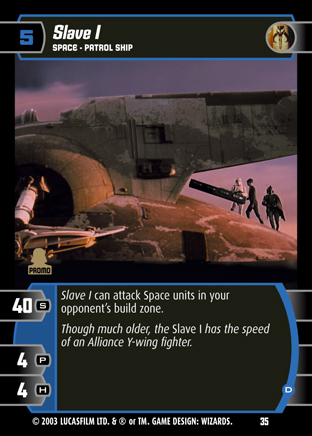 5
Slave I
SPACE - PATROL SHIP
PROMO
40 S
Slave I can attack Space units in your
opponent's build zone.
Though much older, the Slave I has the speed
of an Alliance Y-wing fighter.
4 P
4 H
D
© 2003 LUCASFILM LTD. & ® or TM. GAME DESIGN: WIZARDS.
35